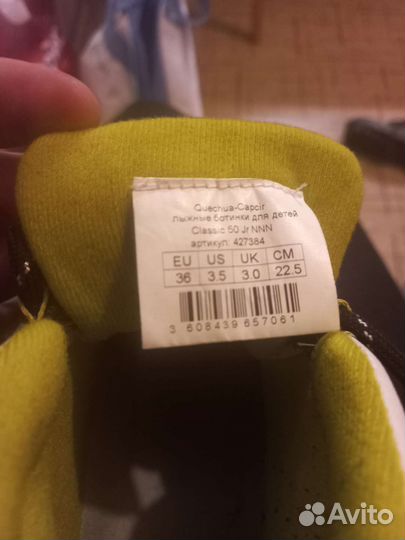 Quechua-Capcir
лыжные ботинки для детей
Classic 50 Jr NNN
артикул: 427384
EU US UK CM
36 3.5 3.0 22.5
3 608439 657061
Avito